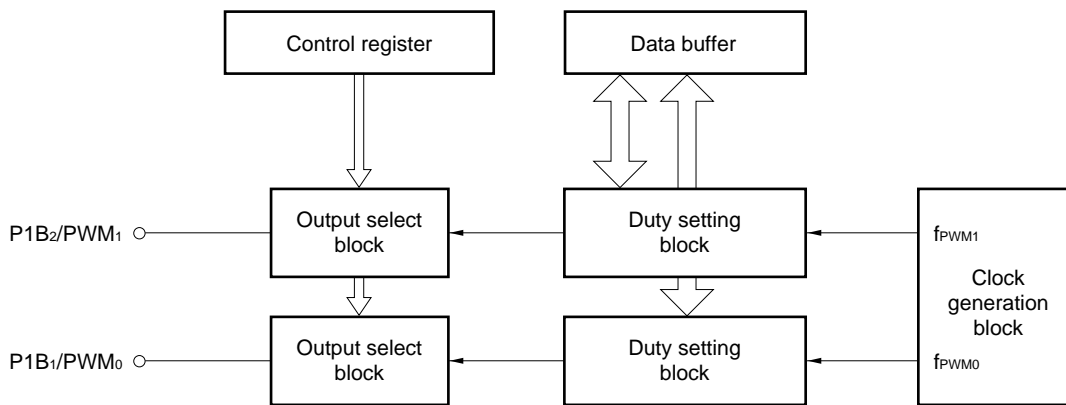 Control register
Data buffer
P1B₂/PWM₁
Output select
block
Duty setting
block
fPWM1
Clock
generation
block
P1B₁/PWM₀
Output select
block
Duty setting
block
fPWM0